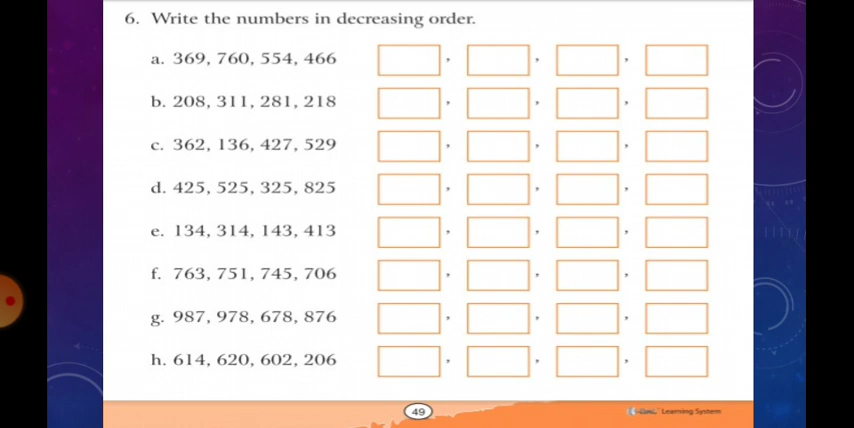 6. Write the numbers in decreasing order.
a. 369, 760, 554, 466 , , ,
b. 208, 311, 281, 218 , , ,
c. 362, 136, 427, 529 , , ,
d. 425, 525, 325, 825 , , ,
e. 134, 314, 143, 413 , , ,
f. 763, 751, 745, 706 , , ,
g. 987, 978, 678, 876 , , ,
h. 614, 620, 602, 206 , , ,
49
Learning System